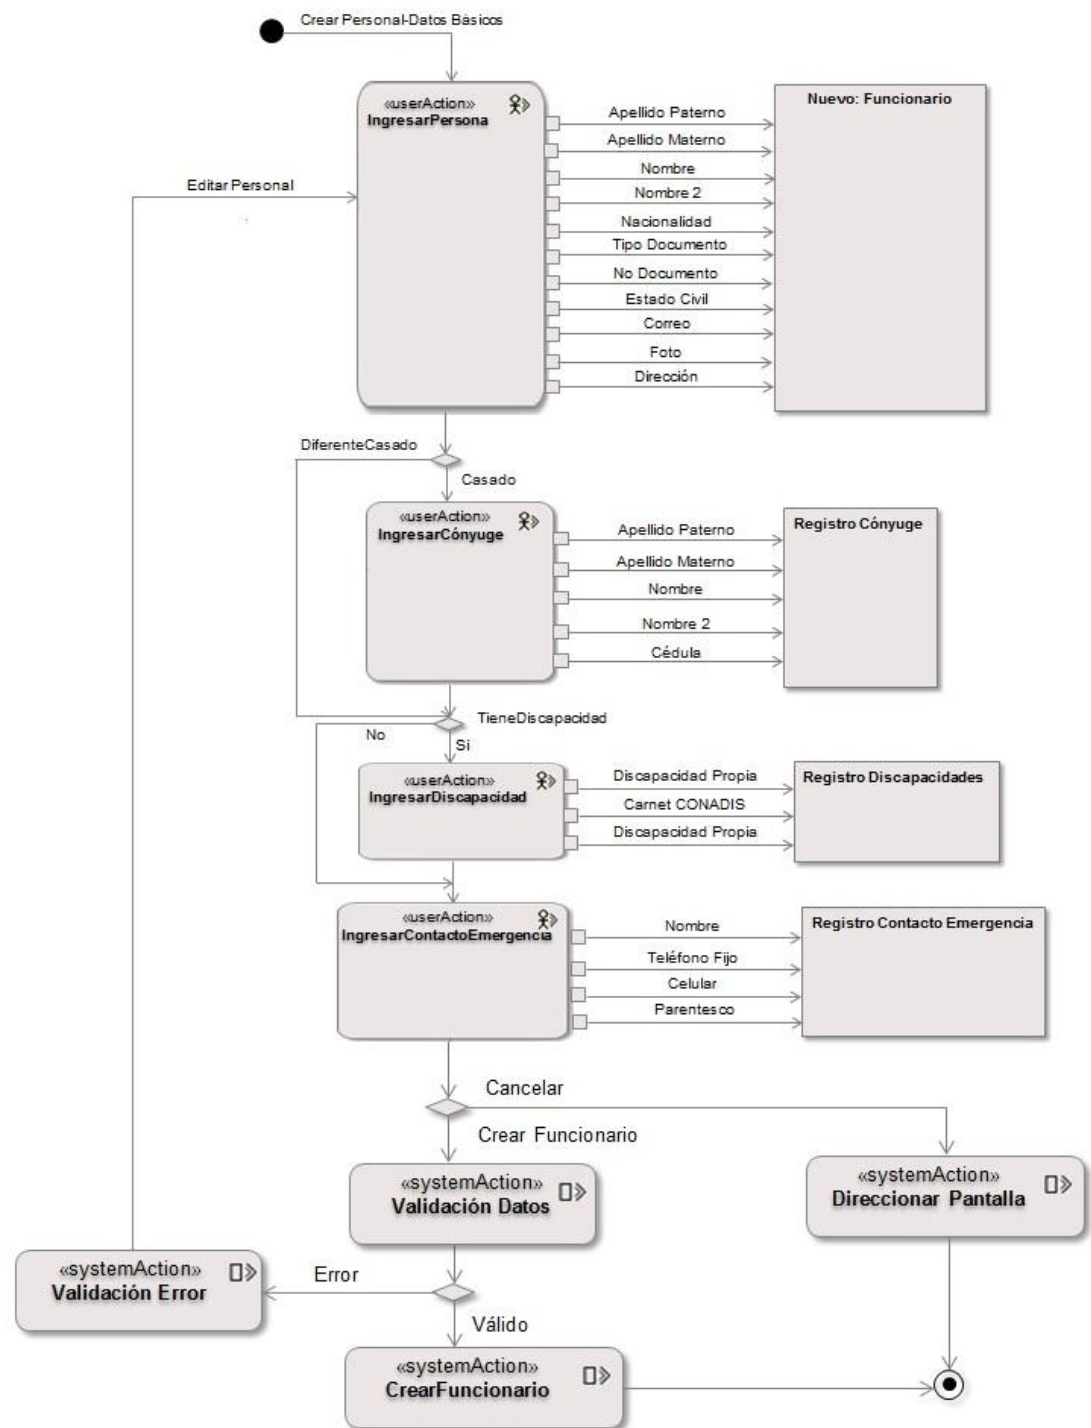 Crear Personal-Datos Básicos
«userAction»
IngresarPersona
Nuevo: Funcionario
Apellido Paterno
Apellido Materno
Nombre
Nombre 2
Nacionalidad
Tipo Documento
No Documento
Estado Civil
Correo
Foto
Dirección
Editar Personal
DiferenteCasado
Casado
«userAction»
IngresarCónyuge
Registro Cónyuge
Apellido Paterno
Apellido Materno
Nombre
Nombre 2
Cédula
TieneDiscapacidad
No
Si
«userAction»
IngresarDiscapacidad
Registro Discapacidades
Discapacidad Propia
Carnet CONADIS
Discapacidad Propia
«userAction»
IngresarContactoEmergencia
Registro Contacto Emergencia
Nombre
Teléfono Fijo
Celular
Parentesco
Cancelar
Crear Funcionario
«systemAction»
Validación Datos
«systemAction»
Direccionar Pantalla
Error
«systemAction»
Validación Error
Válido
«systemAction»
CrearFuncionario